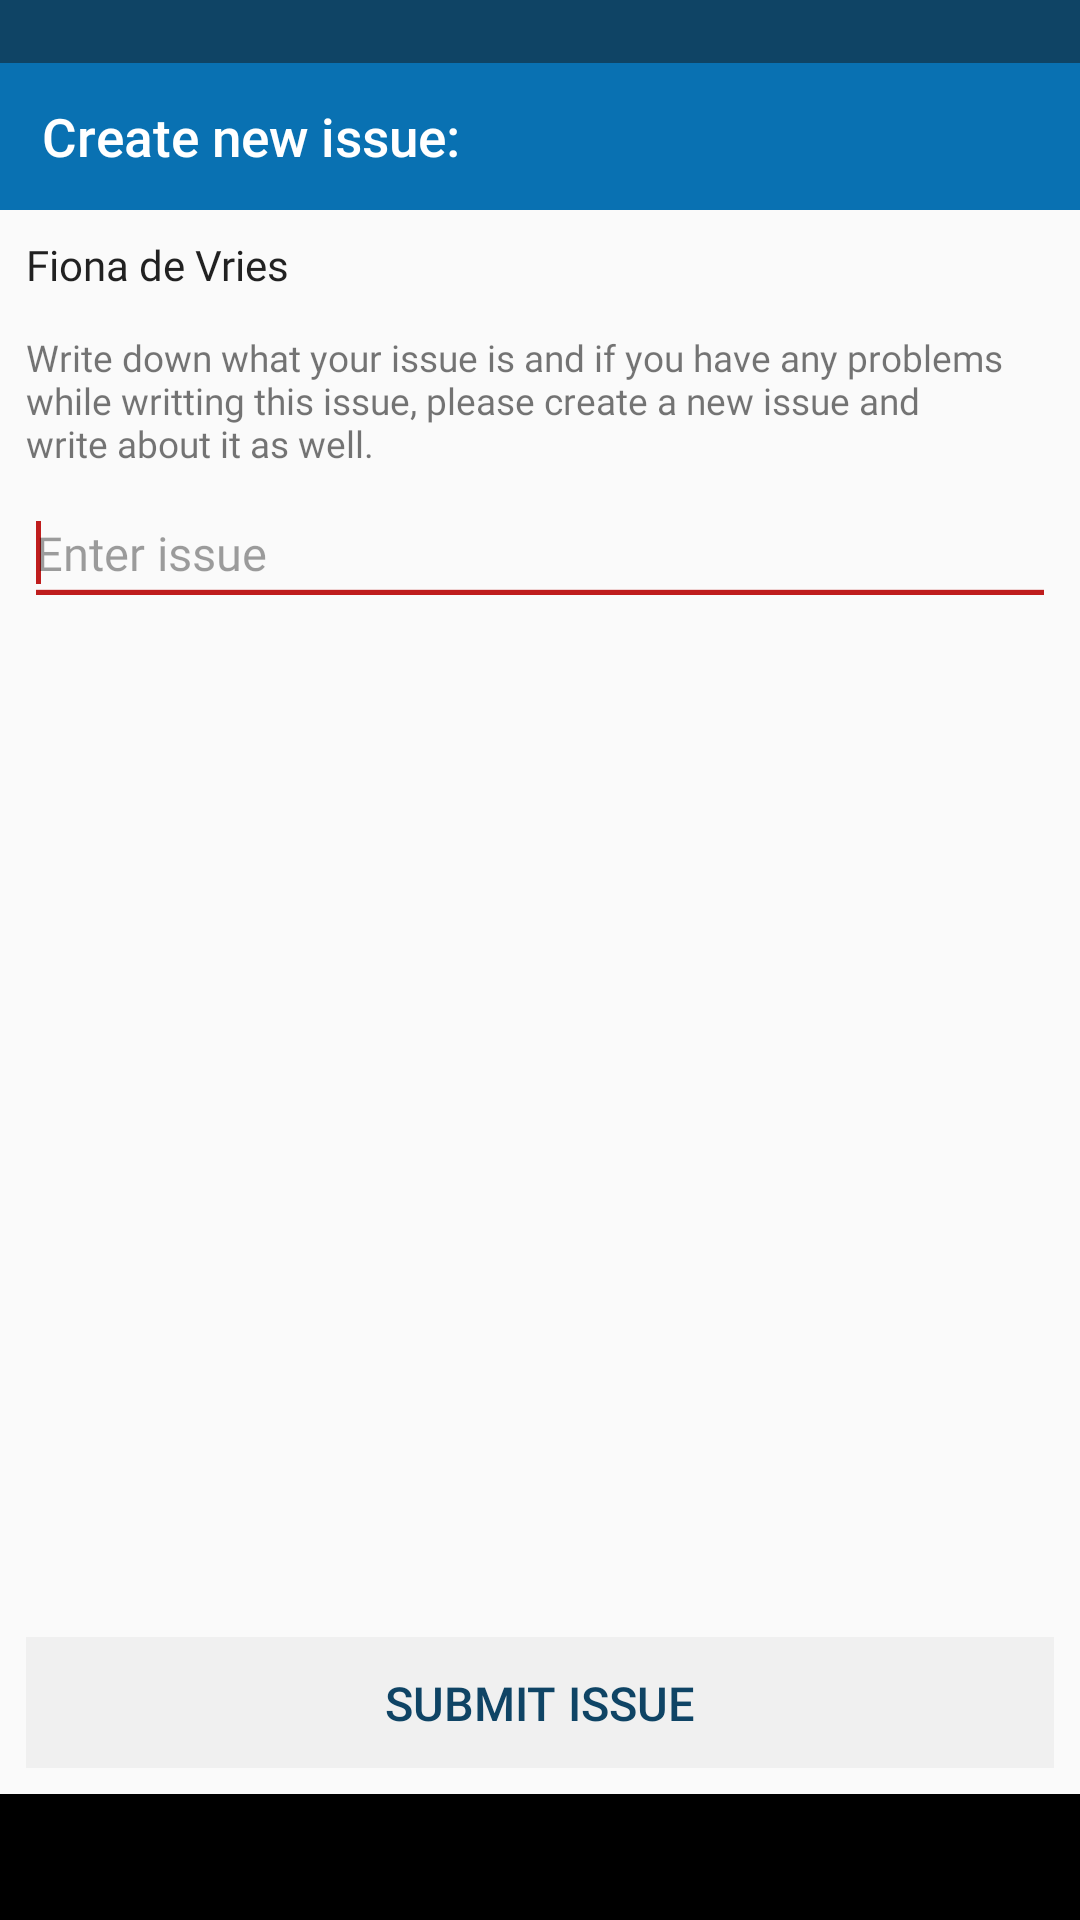 Create new issue:
Fiona de Vries
Write down what your issue is and if you have any problems
while writting this issue, please create a new issue and
write about it as well.
Enter issue
SUBMIT ISSUE